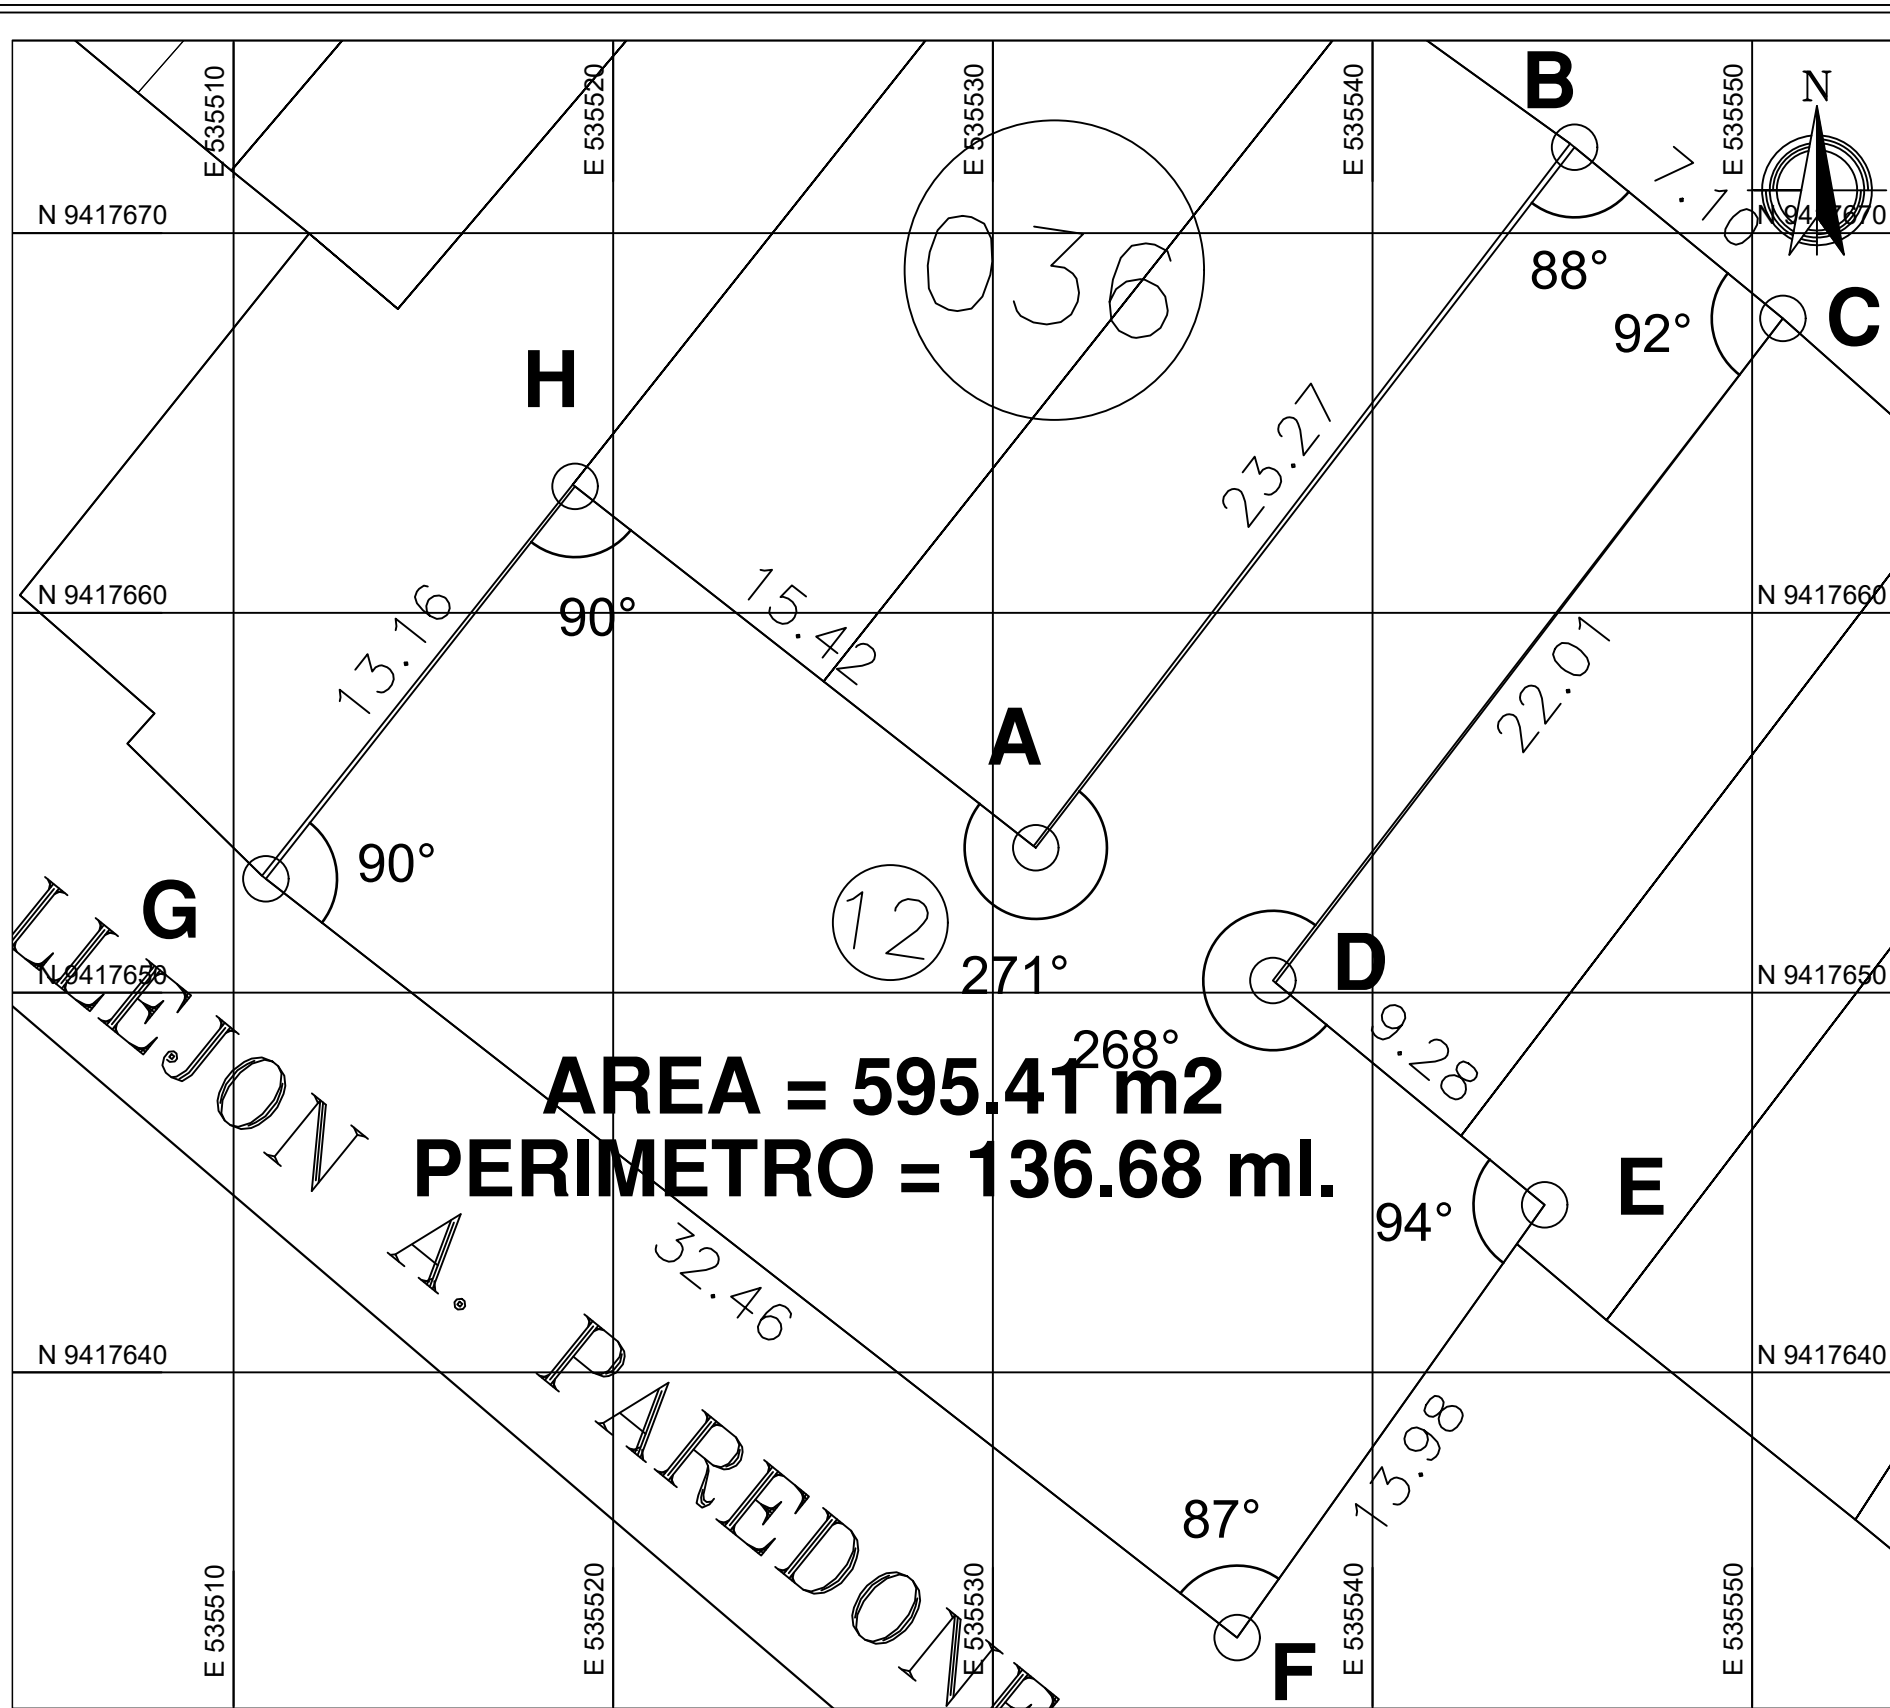 E 535510
E 535520
E 535530
E 535540
E 535550
N
B
N 9417670
N 9417670
7.10
036
88°
92°
C
H
23.27
13.16
90°
15.42
N 9417660
N 9417660
22.01
A
90°
G
12
271°
D
N 9417650
N 9417650
268°
9.28
AREA = 595.41 m2
PERIMETRO = 136.68 ml.
94°
E
LLEJON A. PAREDONE
32.46
N 9417640
N 9417640
13.98
87°
F
E 535510
E 535520
E 535530
E 535540
E 535550